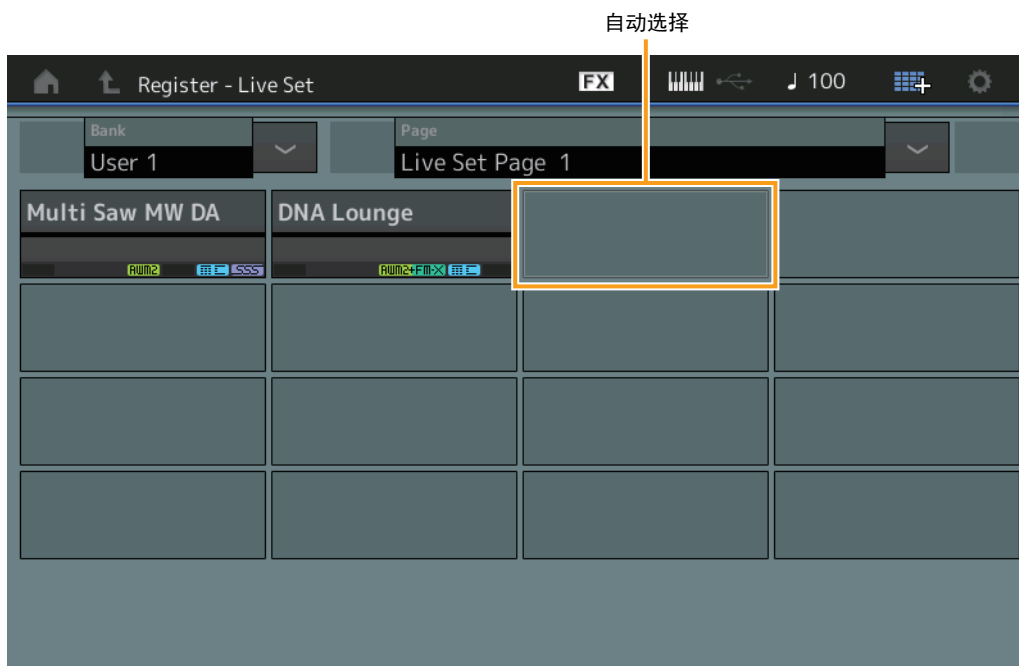 自动选择
Register - Live Set FX ♩ 100
Bank Page
User 1 Live Set Page 1
Multi Saw MW DA DNA Lounge
AWM2 SSS AWM2+FM-X